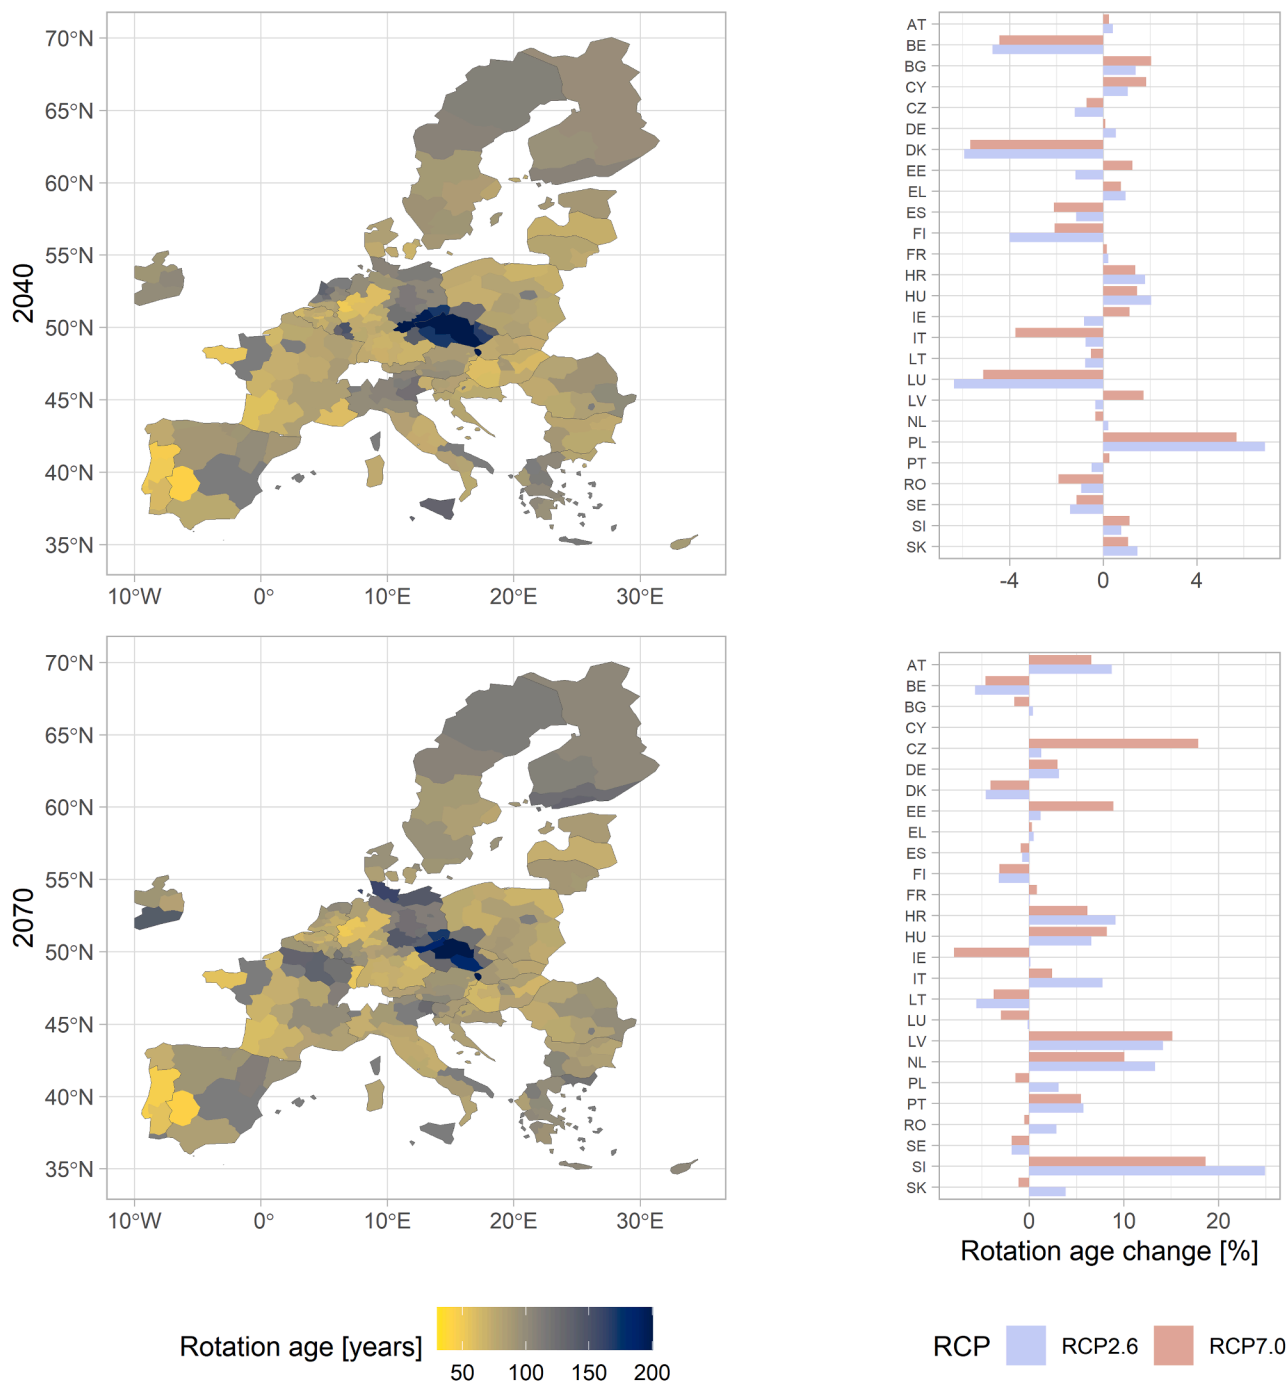 2040
70°N
65°N
60°N
55°N
50°N
45°N
40°N
35°N
10°W 0° 10°E 20°E 30°E
AT
BE
BG
CY
CZ
DE
DK
EE
EL
ES
FI
FR
HR
HU
IE
IT
LT
LU
LV
NL
PL
PT
RO
SE
SI
SK
-4 0 4
2070
70°N
65°N
60°N
55°N
50°N
45°N
40°N
35°N
10°W 0° 10°E 20°E 30°E
AT
BE
BG
CY
CZ
DE
DK
EE
EL
ES
FI
FR
HR
HU
IE
IT
LT
LU
LV
NL
PL
PT
RO
SE
SI
SK
0 10 20
Rotation age change [%]
Rotation age [years]
50 100 150 200
RCP RCP2.6 RCP7.0